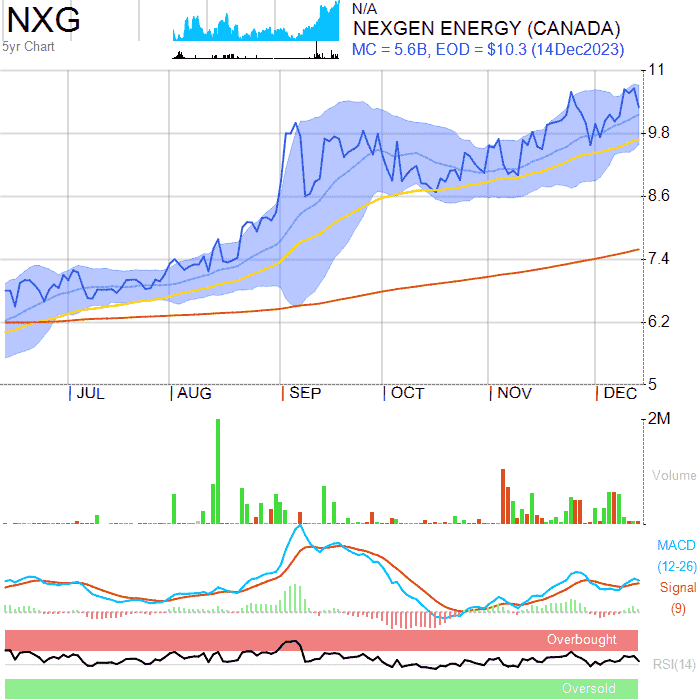 NXG
5yr Chart
N/A
NEXGEN ENERGY (CANADA)
MC = 5.6B, EOD = $10.3 (14Dec2023)
11
9.8
8.6
7.4
6.2
5
JUL AUG SEP OCT NOV DEC
2M
Volume
MACD
(12-26)
Signal
(9)
Overbought
RSI(14)
Oversold